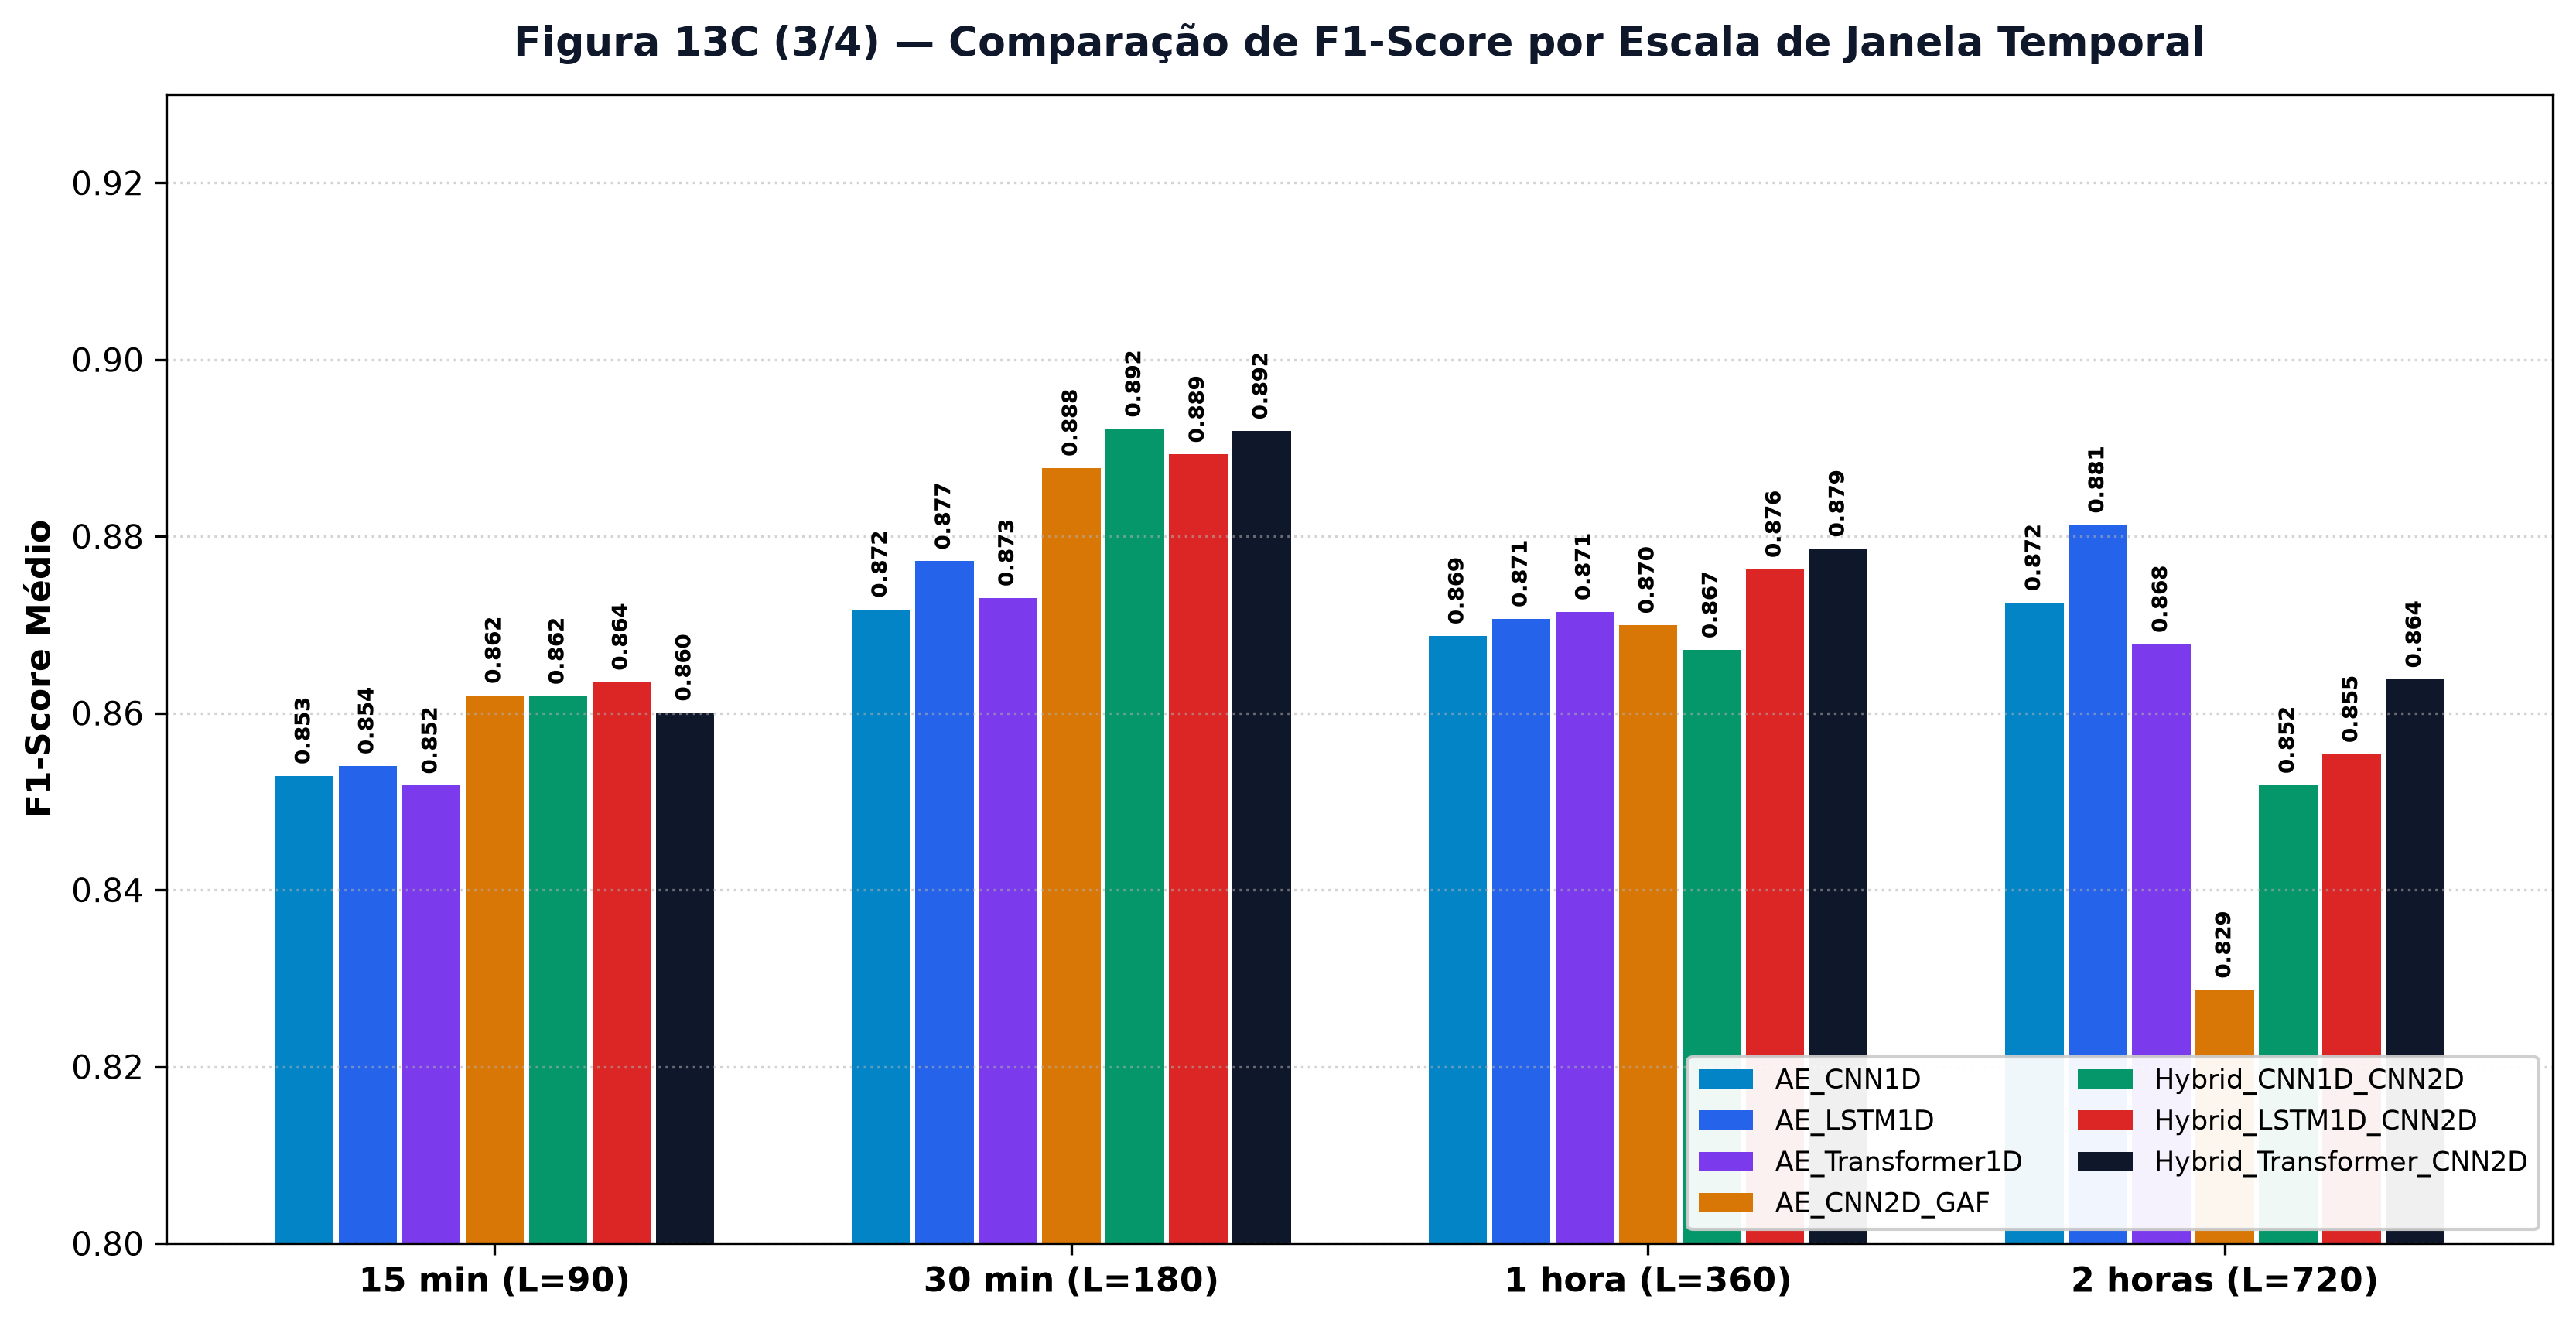 Figura 13C (3/4) — Comparação de F1-Score por Escala de Janela Temporal
F1-Score Médio
0.92
0.90
0.88
0.86
0.84
0.82
0.80
0.853
0.854
0.852
0.862
0.862
0.864
0.860
0.872
0.877
0.873
0.888
0.892
0.889
0.892
0.869
0.871
0.871
0.870
0.867
0.876
0.879
0.872
0.881
0.868
0.829
0.852
0.855
0.864
15 min (L=90)
30 min (L=180)
1 hora (L=360)
2 horas (L=720)
AE_CNN1D
AE_LSTM1D
AE_Transformer1D
AE_CNN2D_GAF
Hybrid_CNN1D_CNN2D
Hybrid_LSTM1D_CNN2D
Hybrid_Transformer_CNN2D